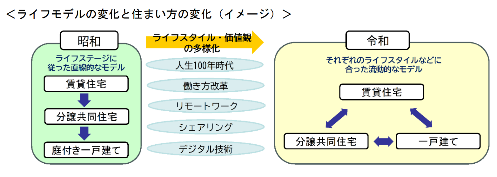 ＜ライフモデルの変化と住まい方の変化（イメージ）＞
昭和
ライフステージに
従った直線的なモデル
賃貸住宅
分譲共同住宅
庭付き一戸建て
ライフスタイル・価値観
の多様化
人生100年時代
働き方改革
リモートワーク
シェアリング
デジタル技術
令和
それぞれのライフスタイルなどに
合った流動的なモデル
賃貸住宅
分譲共同住宅
一戸建て